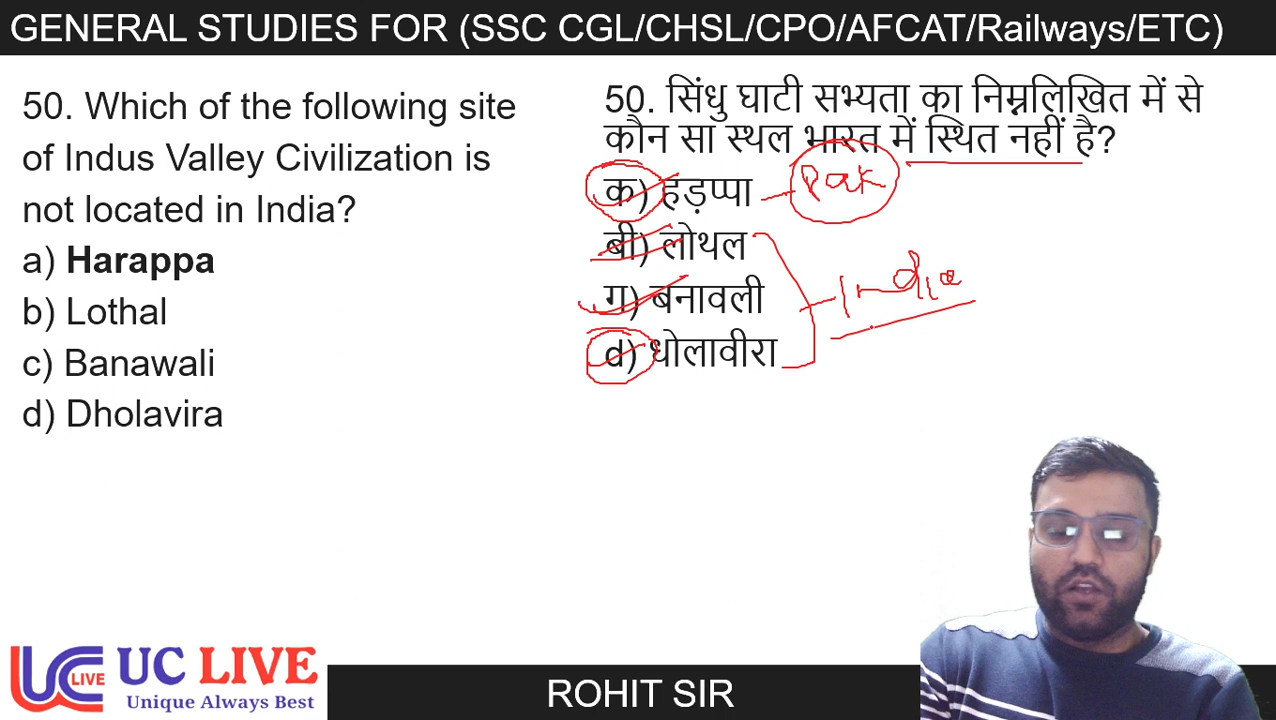 GENERAL STUDIES FOR (SSC CGL/CHSL/CPO/AFCAT/Railways/ETC)
50. Which of the following site
of Indus Valley Civilization is
not located in India?
a) Harappa
b) Lothal
c) Banawali
d) Dholavira
50. सिंधु घाटी सभ्यता का निम्नलिखित में से
कौन सा स्थल भारत में स्थित नहीं है?
क) हड़प्पा
Pak
बी) लोथल
ग) बनावली
India
d) धोलावीरा
LIVE
UC LIVE
Unique Always Best
ROHIT SIR